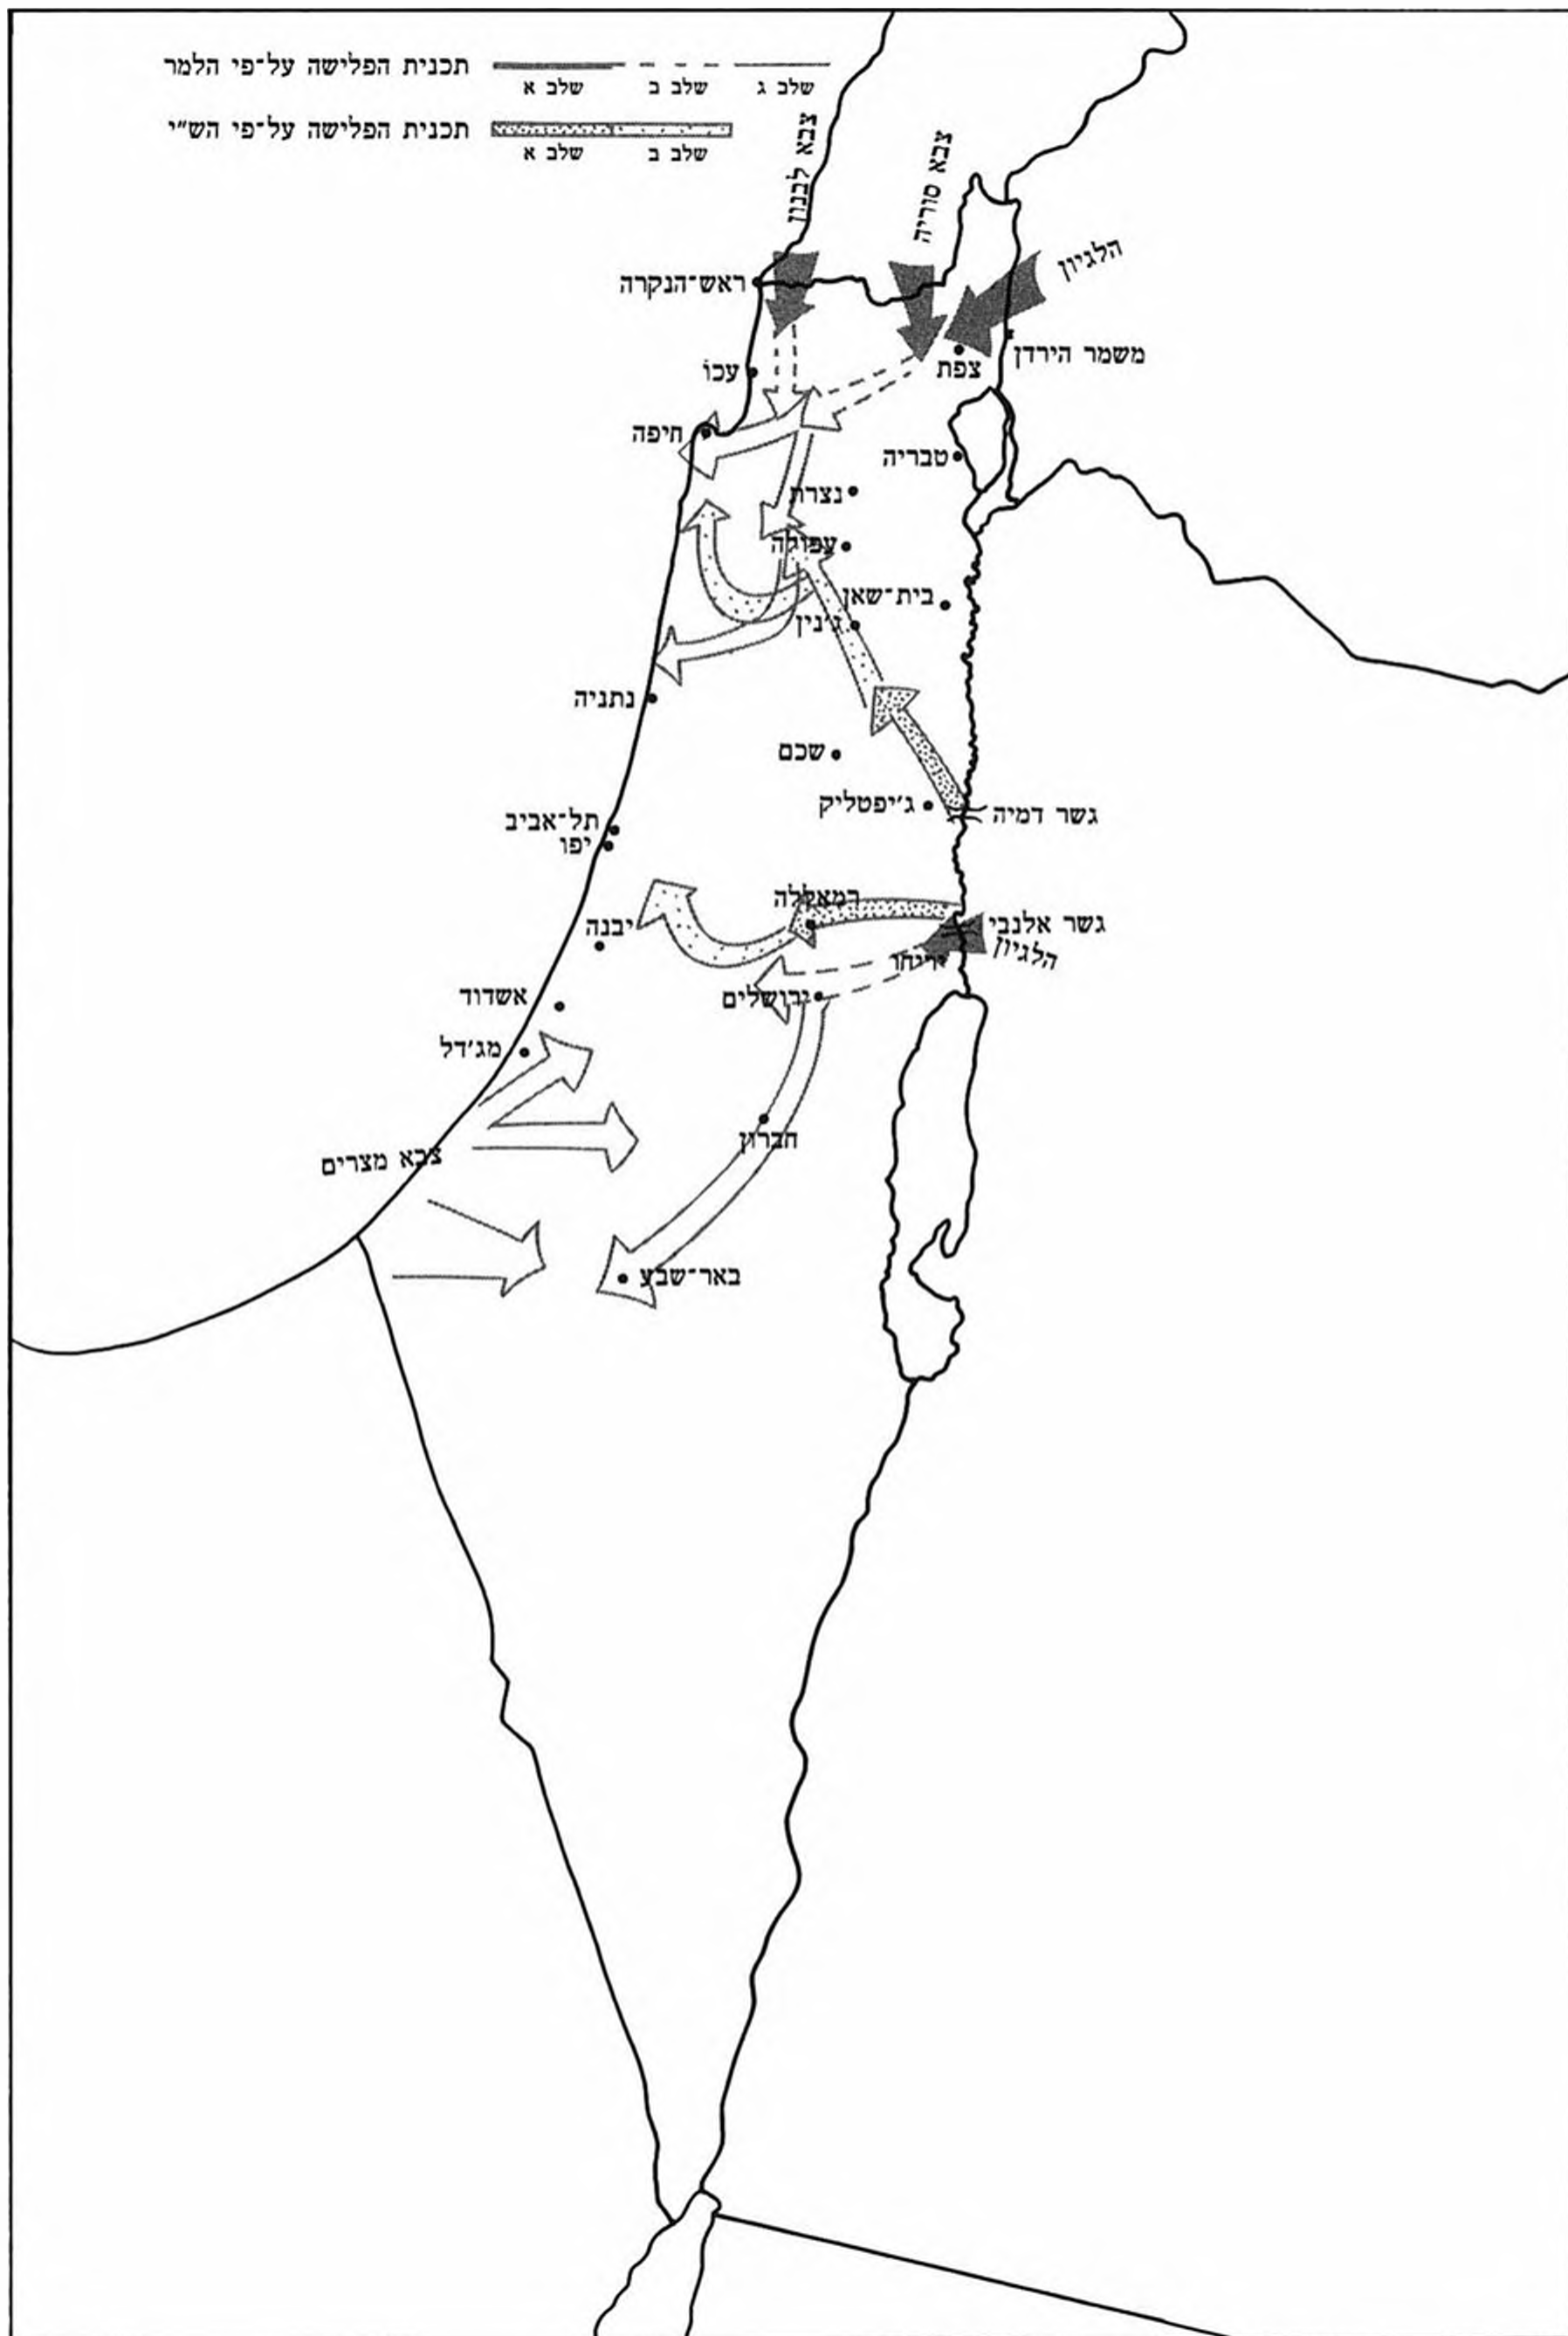 תכנית הפלישה על־פי הלמר
שלב א שלב ב שלב ג
תכנית הפלישה על־פי הש״י
שלב א שלב ב
צבא לבנון
צבא סוריה
הלגיון
ראש־הנקרה
משמר הירדן
צפת
עכו
חיפה
טבריה
נצרת
עפולה
בית־שאן
ג׳נין
נתניה
שכם
ג׳יפטליק
גשר דמיה
תל־אביב
יפו
רמאללה
גשר אלנבי
הלגיון
יבנה
יריחו
ירושלים
אשדוד
מג׳דל
חברון
צבא מצרים
באר־שבע